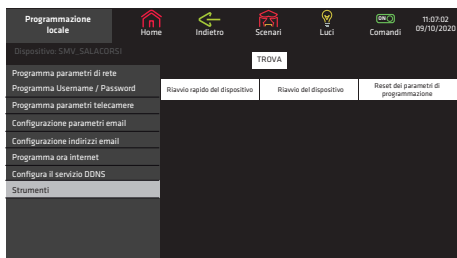 Programmazione
locale
Home
Indietro
Scenari
Luci
ON
Comandi
11:07:02
09/10/2020
Dispositivo: SMV_SALACORSI
TROVA
Programma parametri di rete
Programma Username / Password
Programma parametri telecamere
Configurazione parametri email
Configurazione indirizzi email
Programma ora internet
Configura il servizio DDNS
Strumenti
Riavvio rapido del dispositivo
Riavvio del dispositivo
Reset dei parametri di
programmazione